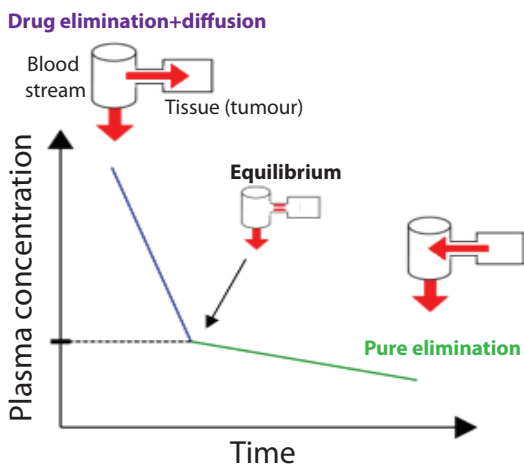 Drug elimination+diffusion
Blood
stream
Tissue (tumour)
Equilibrium
Plasma concentration
Pure elimination
Time